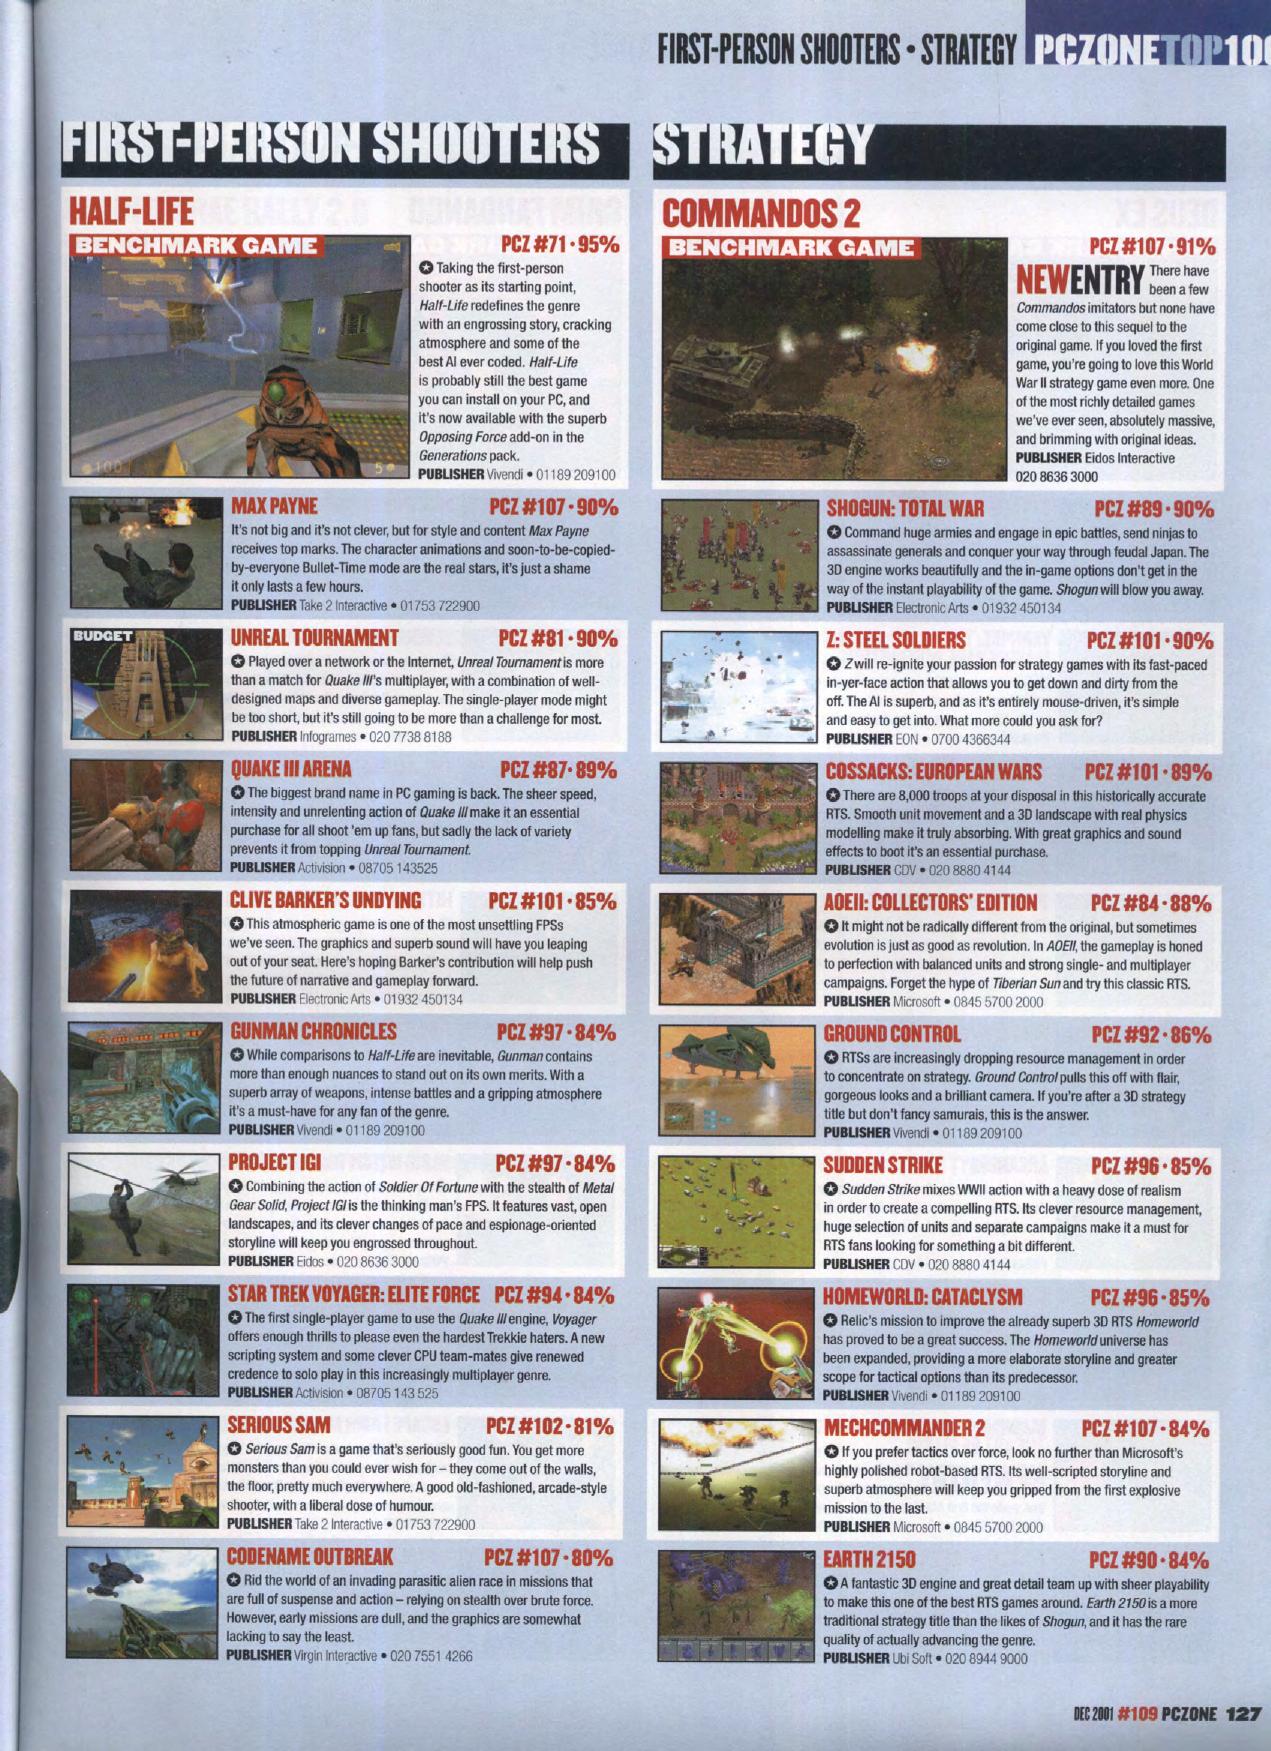 FIRST-PERSON SHOOTERS • STRATEGY PCZONETOP100
FIRST-PERSON SHOOTERS
HALF-LIFE
BENCHMARK GAME
PCZ #71 • 95%
Taking the first-person
shooter as its starting point,
Half-Life redefines the genre
with an engrossing story, cracking
atmosphere and some of the
best AI ever coded. Half-Life
is probably still the best game
you can install on your PC, and
it's now available with the superb
Opposing Force add-on in the
Generations pack.
PUBLISHER Vivendi • 01189 209100
MAX PAYNE PCZ #107 • 90%
It's not big and it's not clever, but for style and content Max Payne
receives top marks. The character animations and soon-to-be-copied-
by-everyone Bullet-Time mode are the real stars, it's just a shame
it only lasts a few hours.
PUBLISHER Take 2 Interactive • 01753 722900
BUDGET
UNREAL TOURNAMENT PCZ #81 • 90%
Played over a network or the Internet, Unreal Tournament is more
than a match for Quake III's multiplayer, with a combination of well-
designed maps and diverse gameplay. The single-player mode might
be too short, but it's still going to be more than a challenge for most.
PUBLISHER Infogrames • 020 7738 8188
QUAKE III ARENA PCZ #87 • 89%
The biggest brand name in PC gaming is back. The sheer speed,
intensity and unrelenting action of Quake III make it an essential
purchase for all shoot 'em up fans, but sadly the lack of variety
prevents it from topping Unreal Tournament.
PUBLISHER Activision • 08705 143525
CLIVE BARKER'S UNDYING PCZ #101 • 85%
This atmospheric game is one of the most unsettling FPSs
we've seen. The graphics and superb sound will have you leaping
out of your seat. Here's hoping Barker's contribution will help push
the future of narrative and gameplay forward.
PUBLISHER Electronic Arts • 01932 450134
GUNMAN CHRONICLES PCZ #97 • 84%
While comparisons to Half-Life are inevitable, Gunman contains
more than enough nuances to stand out on its own merits. With a
superb array of weapons, intense battles and a gripping atmosphere
it's a must-have for any fan of the genre.
PUBLISHER Vivendi • 01189 209100
PROJECT IGI PCZ #97 • 84%
Combining the action of Soldier Of Fortune with the stealth of Metal
Gear Solid, Project IGI is the thinking man's FPS. It features vast, open
landscapes, and its clever changes of pace and espionage-oriented
storyline will keep you engrossed throughout.
PUBLISHER Eidos • 020 8636 3000
STAR TREK VOYAGER: ELITE FORCE PCZ #94 • 84%
The first single-player game to use the Quake III engine, Voyager
offers enough thrills to please even the hardest Trekkie haters. A new
scripting system and some clever CPU team-mates give renewed
credence to solo play in this increasingly multiplayer genre.
PUBLISHER Activision • 08705 143 525
SERIOUS SAM PCZ #102 • 81%
Serious Sam is a game that's seriously good fun. You get more
monsters than you could ever wish for – they come out of the walls,
the floor, pretty much everywhere. A good old-fashioned, arcade-style
shooter, with a liberal dose of humour.
PUBLISHER Take 2 Interactive • 01753 722900
CODENAME OUTBREAK PCZ #107 • 80%
Rid the world of an invading parasitic alien race in missions that
are full of suspense and action – relying on stealth over brute force.
However, early missions are dull, and the graphics are somewhat
lacking to say the least.
PUBLISHER Virgin Interactive • 020 7551 4266
STRATEGY
COMMANDOS 2
BENCHMARK GAME
PCZ #107 • 91%
NEW ENTRY There have
been a few
Commandos imitators but none have
come close to this sequel to the
original game. If you loved the first
game, you're going to love this World
War II strategy game even more. One
of the most richly detailed games
we've ever seen, absolutely massive,
and brimming with original ideas.
PUBLISHER Eidos Interactive
020 8636 3000
SHOGUN: TOTAL WAR PCZ #89 • 90%
Command huge armies and engage in epic battles, send ninjas to
assassinate generals and conquer your way through feudal Japan. The
3D engine works beautifully and the in-game options don't get in the
way of the instant playability of the game. Shogun will blow you away.
PUBLISHER Electronic Arts • 01932 450134
Z: STEEL SOLDIERS PCZ #101 • 90%
Z will re-ignite your passion for strategy games with its fast-paced
in-yer-face action that allows you to get down and dirty from the
off. The AI is superb, and as it's entirely mouse-driven, it's simple
and easy to get into. What more could you ask for?
PUBLISHER EON • 0700 4366344
COSSACKS: EUROPEAN WARS PCZ #101 • 89%
There are 8,000 troops at your disposal in this historically accurate
RTS. Smooth unit movement and a 3D landscape with real physics
modelling make it truly absorbing. With great graphics and sound
effects to boot it's an essential purchase.
PUBLISHER CDV • 020 8880 4144
AOEII: COLLECTORS' EDITION PCZ #84 • 88%
It might not be radically different from the original, but sometimes
evolution is just as good as revolution. In AOEII, the gameplay is honed
to perfection with balanced units and strong single- and multiplayer
campaigns. Forget the hype of Tiberian Sun and try this classic RTS.
PUBLISHER Microsoft • 0845 5700 2000
GROUND CONTROL PCZ #92 • 86%
RTSs are increasingly dropping resource management in order
to concentrate on strategy. Ground Control pulls this off with flair,
gorgeous looks and a brilliant camera. If you're after a 3D strategy
title but don't fancy samurais, this is the answer.
PUBLISHER Vivendi • 01189 209100
SUDDEN STRIKE PCZ #96 • 85%
Sudden Strike mixes WWII action with a heavy dose of realism
in order to create a compelling RTS. Its clever resource management,
huge selection of units and separate campaigns make it a must for
RTS fans looking for something a bit different.
PUBLISHER CDV • 020 8880 4144
HOMEWORLD: CATACLYSM PCZ #96 • 85%
Relic's mission to improve the already superb 3D RTS Homeworld
has proved to be a great success. The Homeworld universe has
been expanded, providing a more elaborate storyline and greater
scope for tactical options than its predecessor.
PUBLISHER Vivendi • 01189 209100
MECHCOMMANDER 2 PCZ #107 • 84%
If you prefer tactics over force, look no further than Microsoft's
highly polished robot-based RTS. Its well-scripted storyline and
superb atmosphere will keep you gripped from the first explosive
mission to the last.
PUBLISHER Microsoft • 0845 5700 2000
EARTH 2150 PCZ #90 • 84%
A fantastic 3D engine and great detail team up with sheer playability
to make this one of the best RTS games around. Earth 2150 is a more
traditional strategy title than the likes of Shogun, and it has the rare
quality of actually advancing the genre.
PUBLISHER Ubi Soft • 020 8944 9000
DEC 2001 #109 PCZONE 127